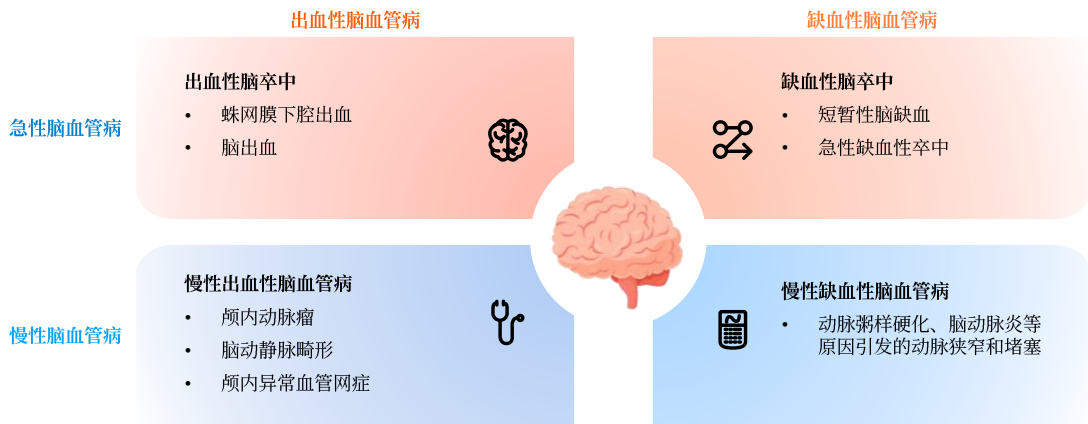 出血性脑血管病
缺血性脑血管病
急性脑血管病
出血性脑卒中
• 蛛网膜下腔出血
• 脑出血
缺血性脑卒中
• 短暂性脑缺血
• 急性缺血性卒中
慢性脑血管病
慢性出血性脑血管病
• 颅内动脉瘤
• 脑动静脉畸形
• 颅内异常血管网症
慢性缺血性脑血管病
• 动脉粥样硬化、脑动脉炎等
原因引发的动脉狭窄和堵塞